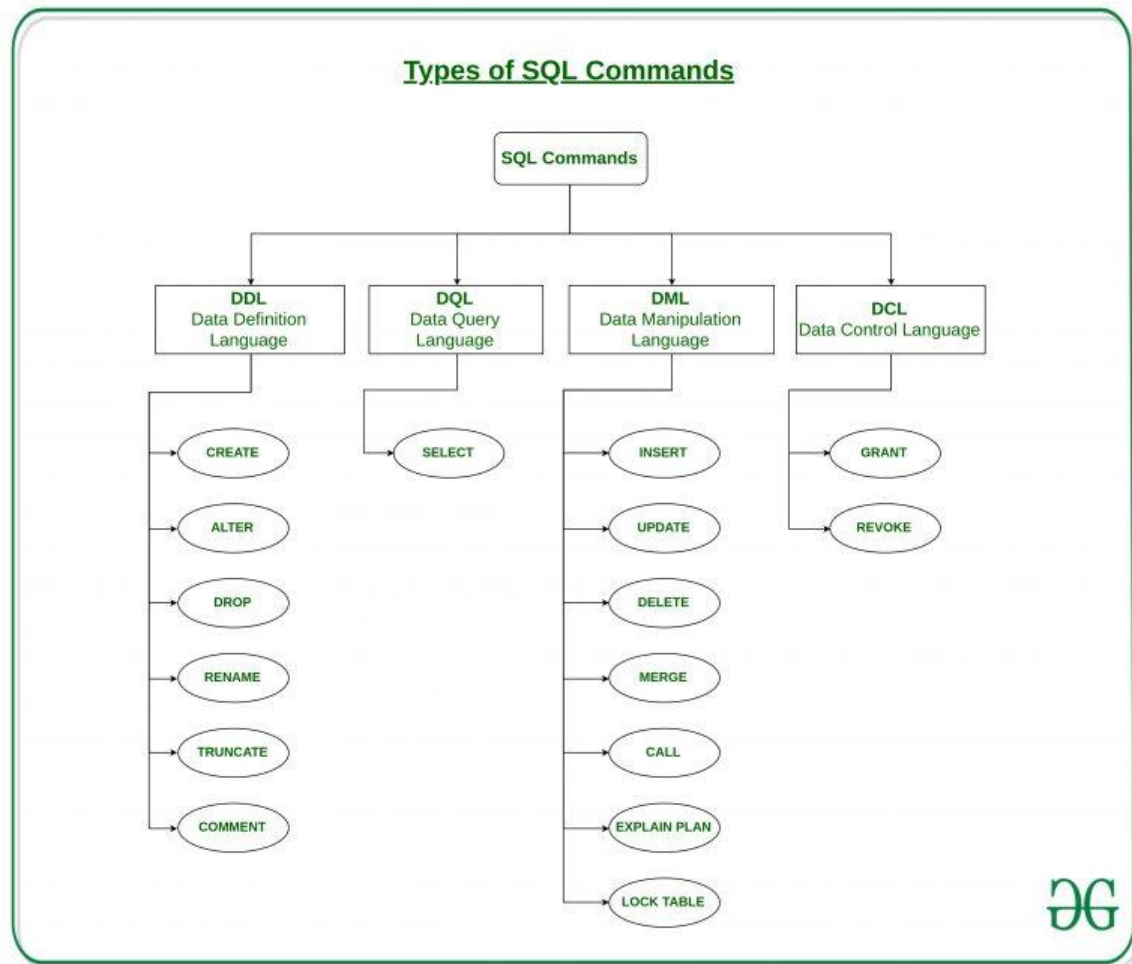 Types of SQL Commands
SQL Commands
DDL
Data Definition
Language
DQL
Data Query
Language
DML
Data Manipulation
Language
DCL
Data Control Language
CREATE
ALTER
DROP
RENAME
TRUNCATE
COMMENT
SELECT
INSERT
UPDATE
DELETE
MERGE
CALL
EXPLAIN PLAN
LOCK TABLE
GRANT
REVOKE